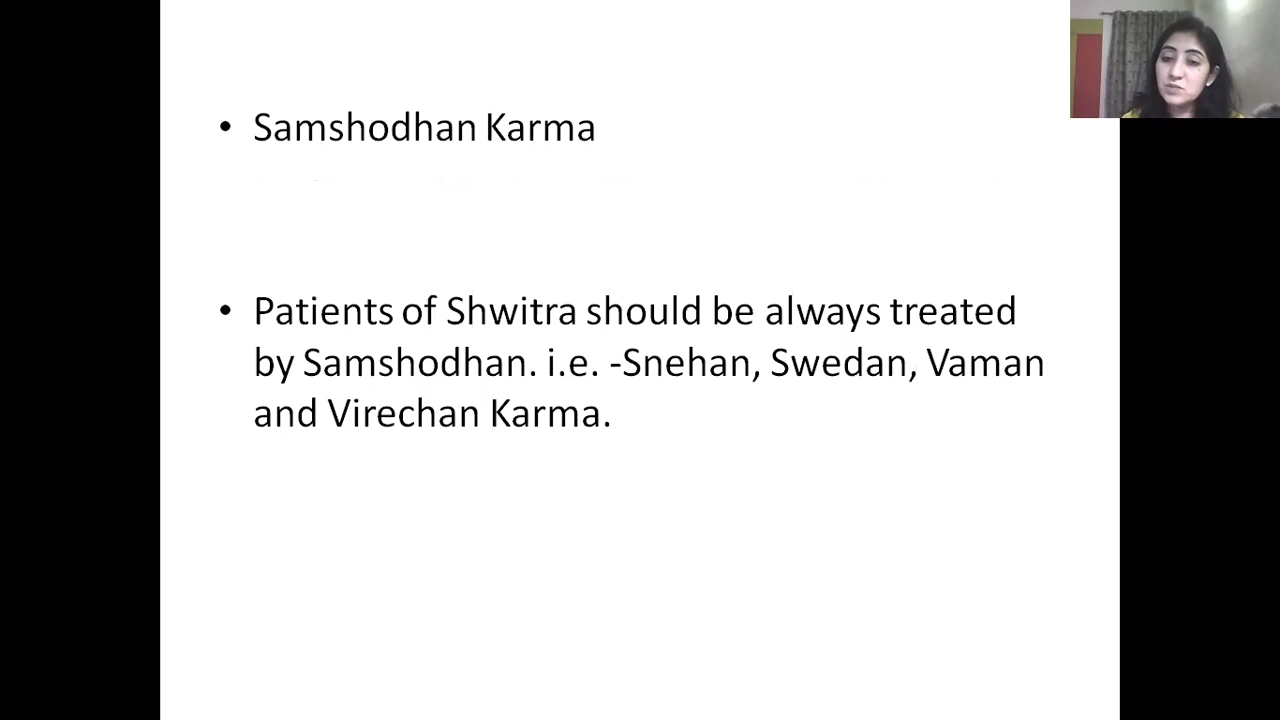 • Samshodhan Karma
• Patients of Shwitra should be always treated
by Samshodhan. i.e. -Snehan, Swedan, Vaman
and Virechan Karma.